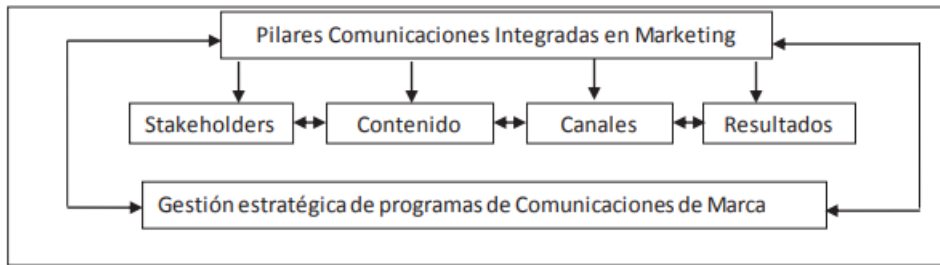 Pilares Comunicaciones Integradas en Marketing
Stakeholders
Contenido
Canales
Resultados
Gestión estratégica de programas de Comunicaciones de Marca